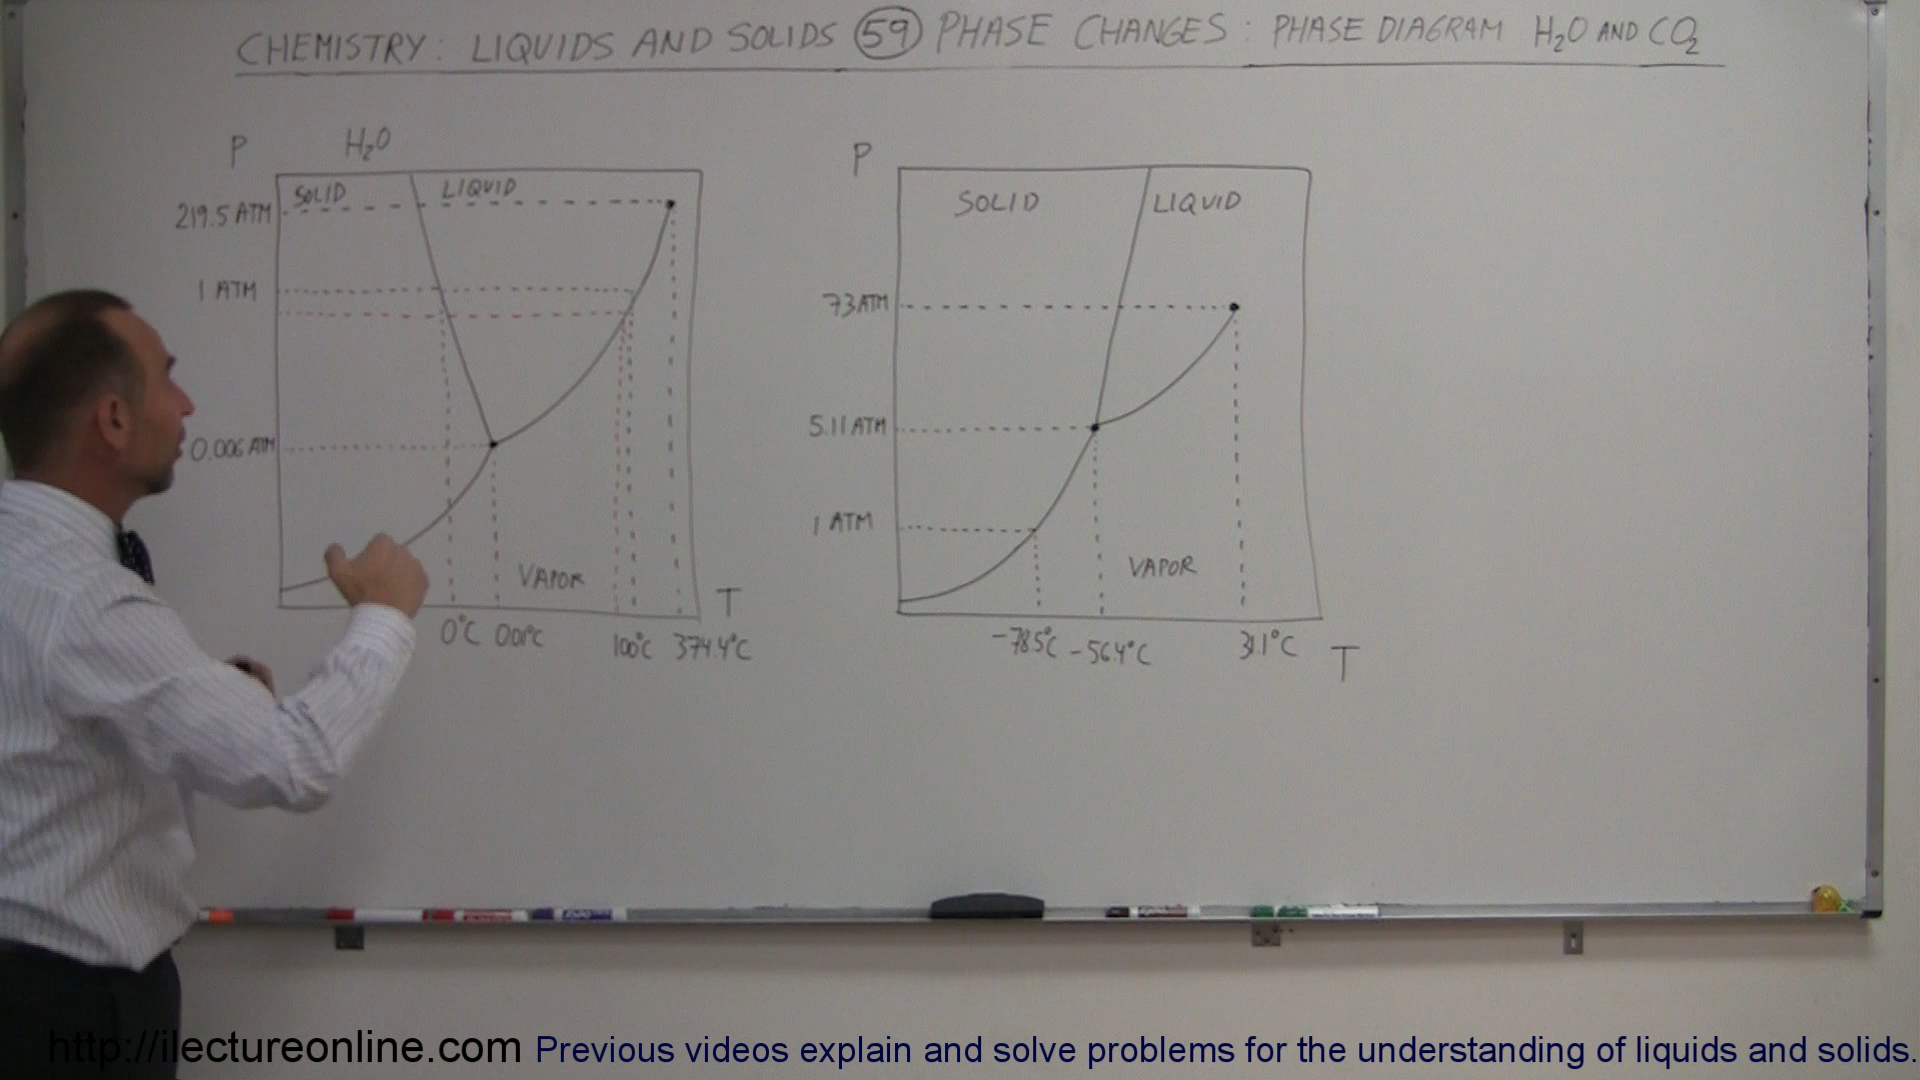 CHEMISTRY: LIQUIDS AND SOLIDS 59 PHASE CHANGES: PHASE DIAGRAM H₂O AND CO₂
P H₂O
SOLID LIQUID
219.5 ATM
1 ATM
0.006 ATM
VAPOR
T
0°C 0.01°C 100°C 374.4°C
P
SOLID LIQUID
73 ATM
5.11 ATM
1 ATM
VAPOR
-78.5°C -56.4°C 31.1°C T
http://ilectureonline.com Previous videos explain and solve problems for the understanding of liquids and solids.